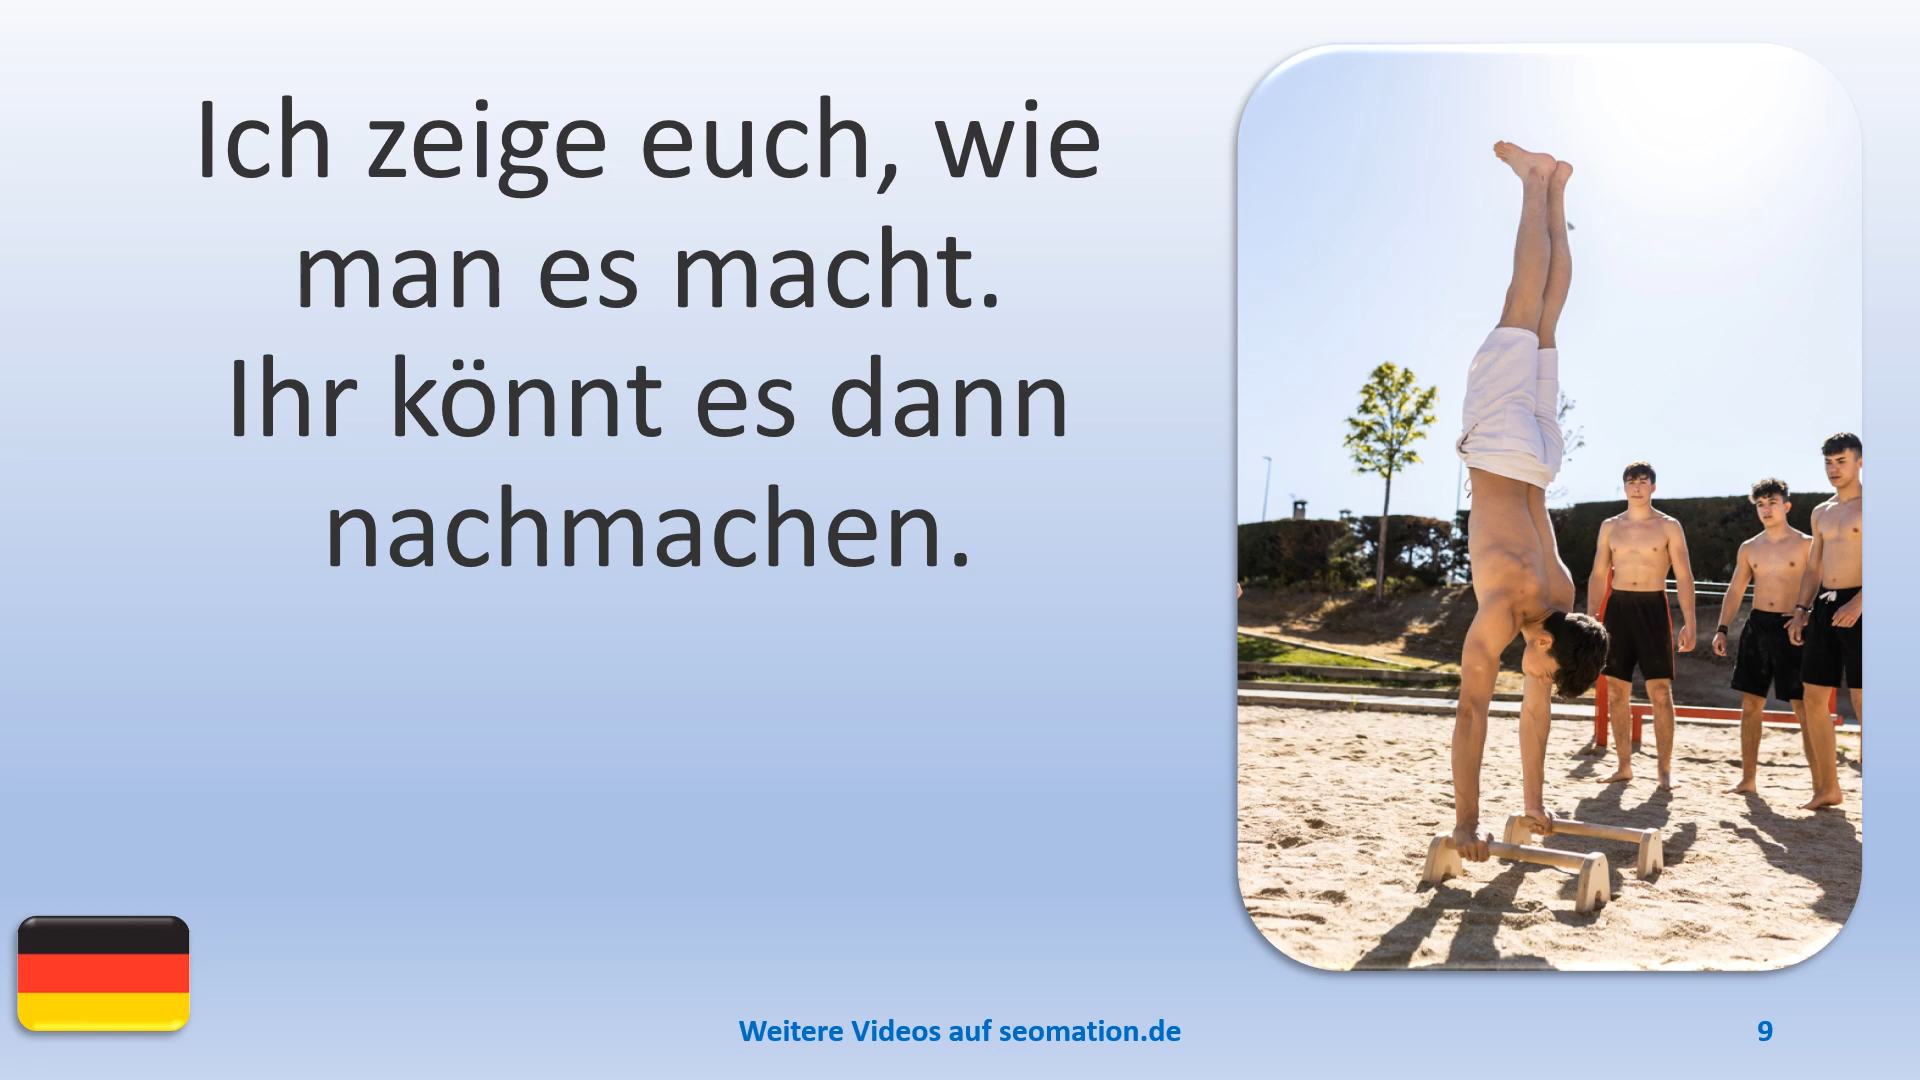 Ich zeige euch, wie
man es macht.
Ihr könnt es dann
nachmachen.
Weitere Videos auf seomation.de
9